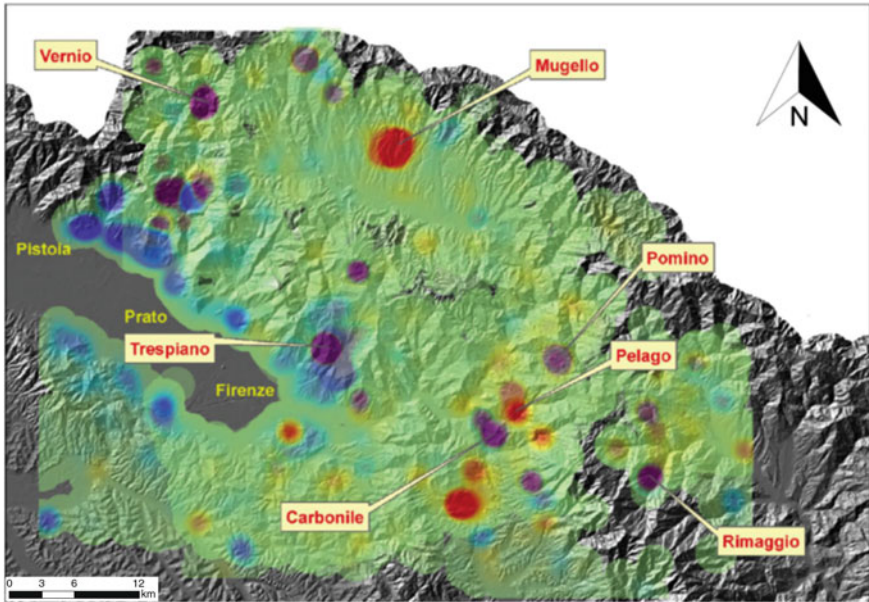 Vernio
Mugello
N
Pistoia
Pomino
Prato
Trespiano
Pelago
Firenze
Carbonile
Rimaggio
0 3 6 12
km